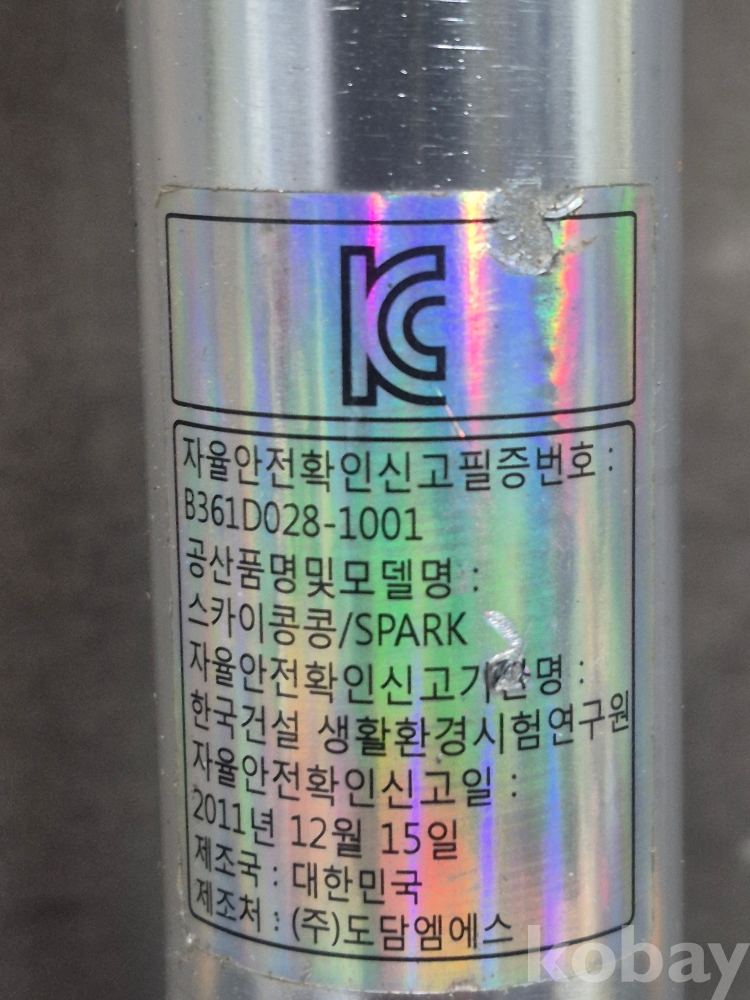 KC
자율안전확인신고필증번호 :
B361D028-1001
공산품명및모델명 :
스카이콩콩/SPARK
자율안전확인신고기관명 :
한국건설 생활환경시험연구원
자율안전확인신고일 :
2011년 12월 15일
제조국 : 대한민국
제조처 : (주)도담엠에스
kobay